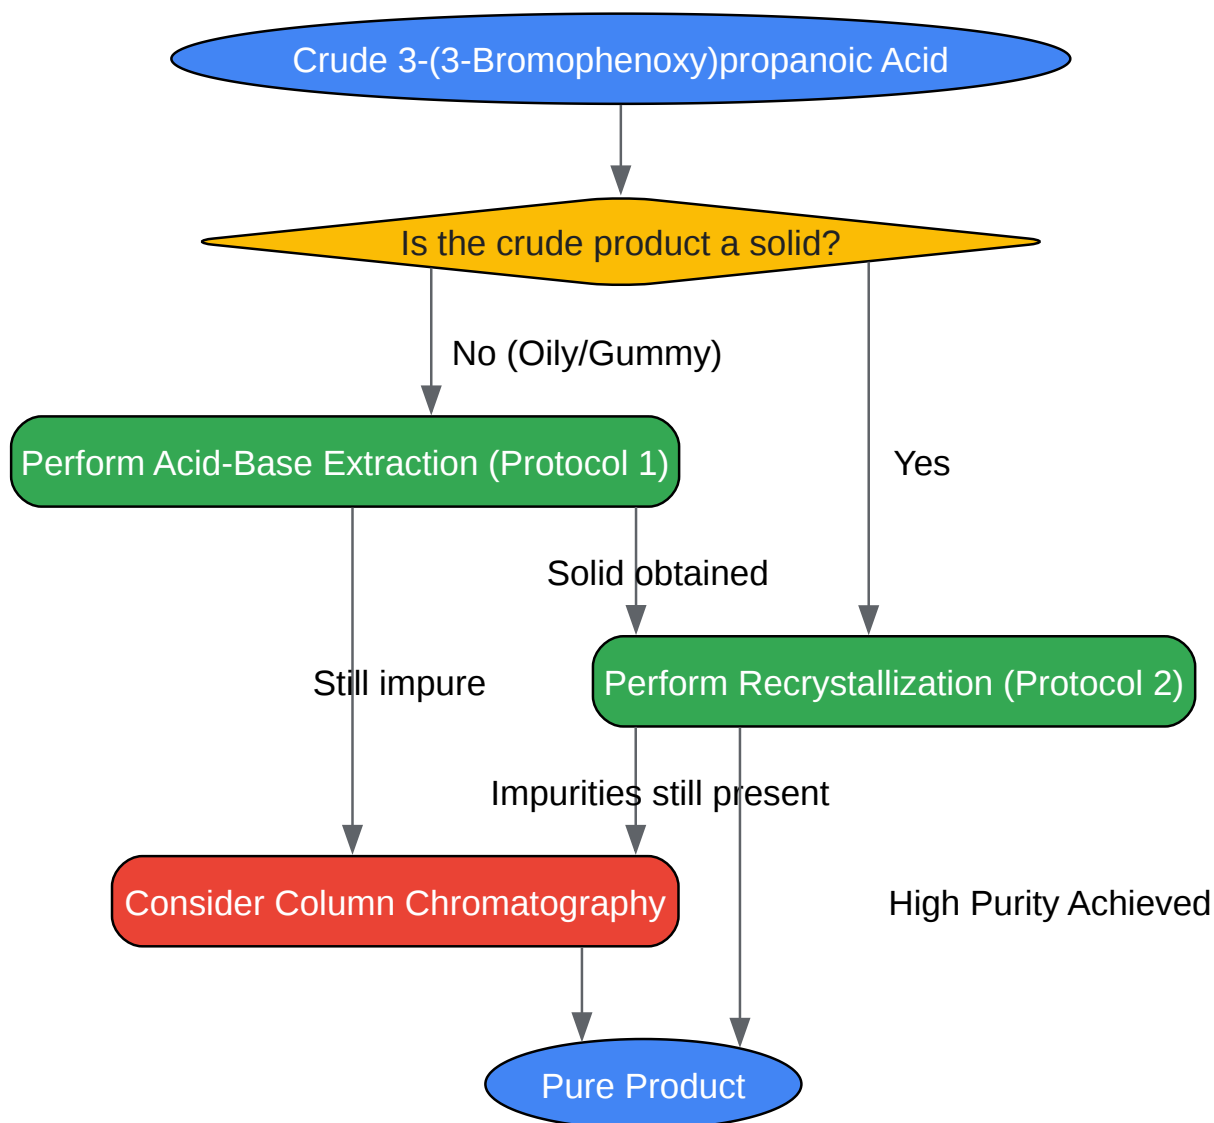 Crude 3-(3-Bromophenoxy)propanoic Acid
Is the crude product a solid?
No (Oily/Gummy)
Perform Acid-Base Extraction (Protocol 1)
Yes
Solid obtained
Still impure
Perform Recrystallization (Protocol 2)
Impurities still present
Consider Column Chromatography
High Purity Achieved
Pure Product